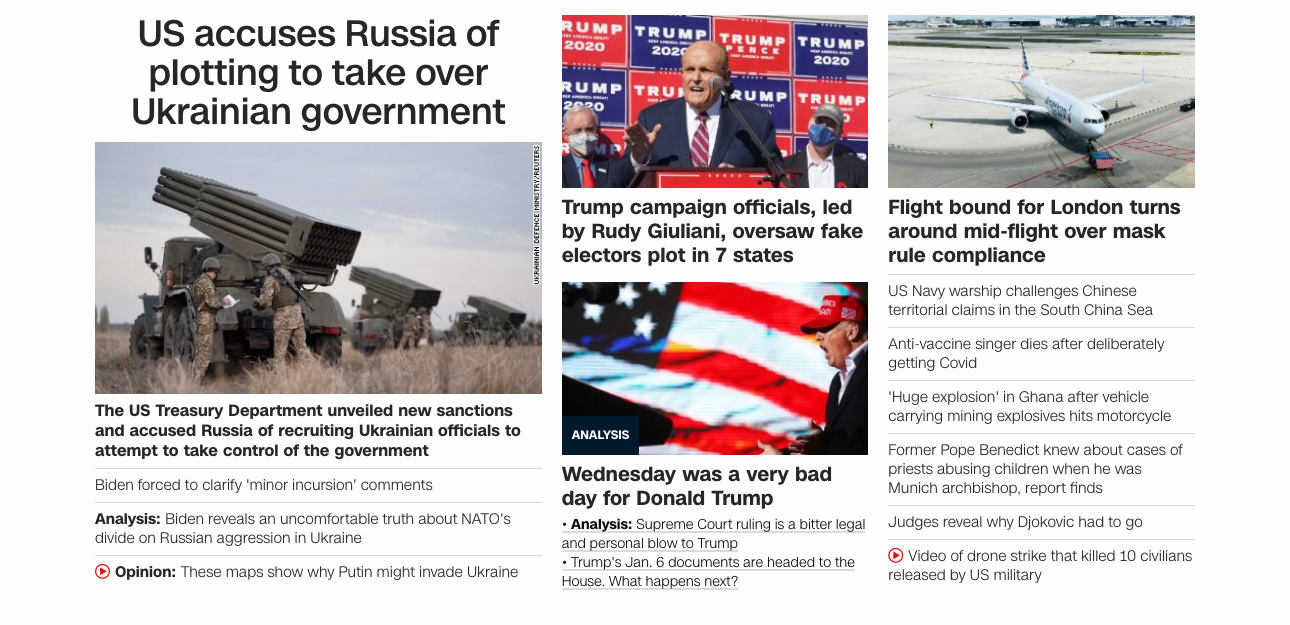 US accuses Russia of
plotting to take over
Ukrainian government
UKRAINIAN DEFENCE MINISTRY/REUTERS
The US Treasury Department unveiled new sanctions
and accused Russia of recruiting Ukrainian officials to
attempt to take control of the government
Biden forced to clarify 'minor incursion' comments
Analysis: Biden reveals an uncomfortable truth about NATO's
divide on Russian aggression in Ukraine
Opinion: These maps show why Putin might invade Ukraine
TRUMP
2020
TRUMP
KEEP AMERICA GREAT!
2020
TRUMP
PENCE
KEEP AMERICA GREAT!
TRUMP
KEEP AMERICA GREAT!
2020
TRUMP
2020
TRUMP
Trump campaign officials, led
by Rudy Giuliani, oversaw fake
electors plot in 7 states
ANALYSIS
Wednesday was a very bad
day for Donald Trump
• Analysis: Supreme Court ruling is a bitter legal
and personal blow to Trump
• Trump's Jan. 6 documents are headed to the
House. What happens next?
Flight bound for London turns
around mid-flight over mask
rule compliance
US Navy warship challenges Chinese
territorial claims in the South China Sea
Anti-vaccine singer dies after deliberately
getting Covid
'Huge explosion' in Ghana after vehicle
carrying mining explosives hits motorcycle
Former Pope Benedict knew about cases of
priests abusing children when he was
Munich archbishop, report finds
Judges reveal why Djokovic had to go
Video of drone strike that killed 10 civilians
released by US military